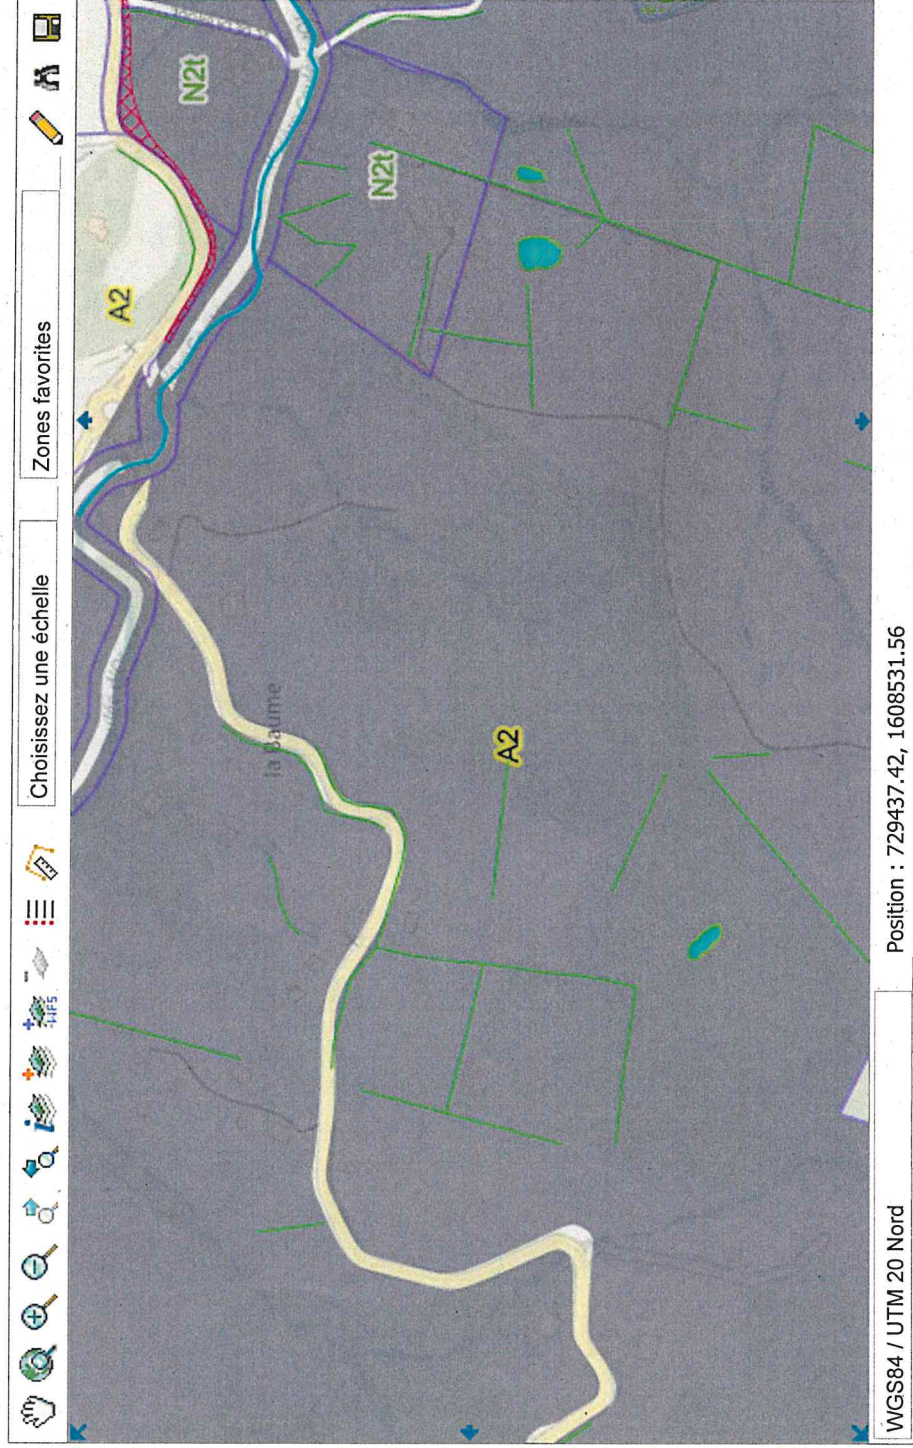 Choisissez une échelle
Zones favorites
WFS
A2
N2t
N2t
la Baume
A2
WGS84 / UTM 20 Nord
Position : 729437.42, 1608531.56